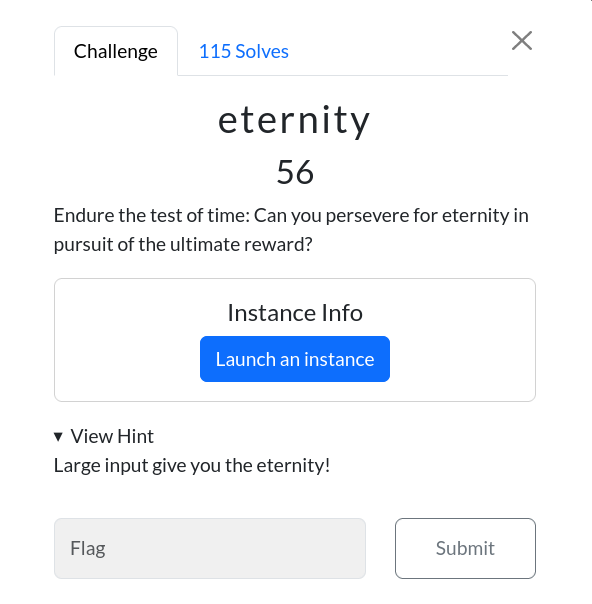 Challenge
115 Solves
eternity
56
Endure the test of time: Can you persevere for eternity in
pursuit of the ultimate reward?
Instance Info
Launch an instance
▼ View Hint
Large input give you the eternity!
Flag
Submit